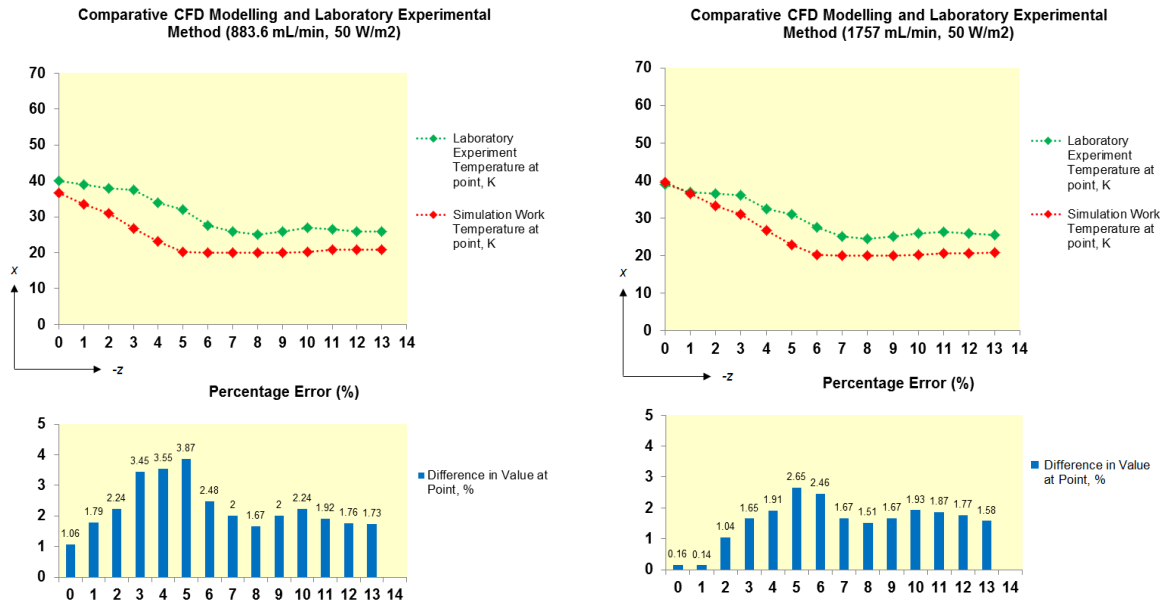 Comparative CFD Modelling and Laboratory Experimental
Method (883.6 mL/min, 50 W/m2)
70
60
50
40
30
20
10
0
0 1 2 3 4 5 6 7 8 9 10 11 12 13 14
x
-z
Laboratory
Experiment
Temperature at
point, K
Simulation Work
Temperature at
point, K
Percentage Error (%)
5
4
3
2
1
0
1.06 1.79 2.24 3.45 3.55 3.87 2.48 2 1.67 2 2.24 1.92 1.76 1.73
0 1 2 3 4 5 6 7 8 9 10 11 12 13 14
Difference in Value at
Point, %
Comparative CFD Modelling and Laboratory Experimental
Method (1757 mL/min, 50 W/m2)
70
60
50
40
30
20
10
0
0 1 2 3 4 5 6 7 8 9 10 11 12 13 14
x
-z
Laboratory
Experiment
Temperature at
point, K
Simulation Work
Temperature at
point, K
Percentage Error (%)
5
4
3
2
1
0
0.16 0.14 1.04 1.65 1.91 2.65 2.46 1.67 1.51 1.67 1.93 1.87 1.77 1.58
0 1 2 3 4 5 6 7 8 9 10 11 12 13 14
Difference in Value
at Point, %